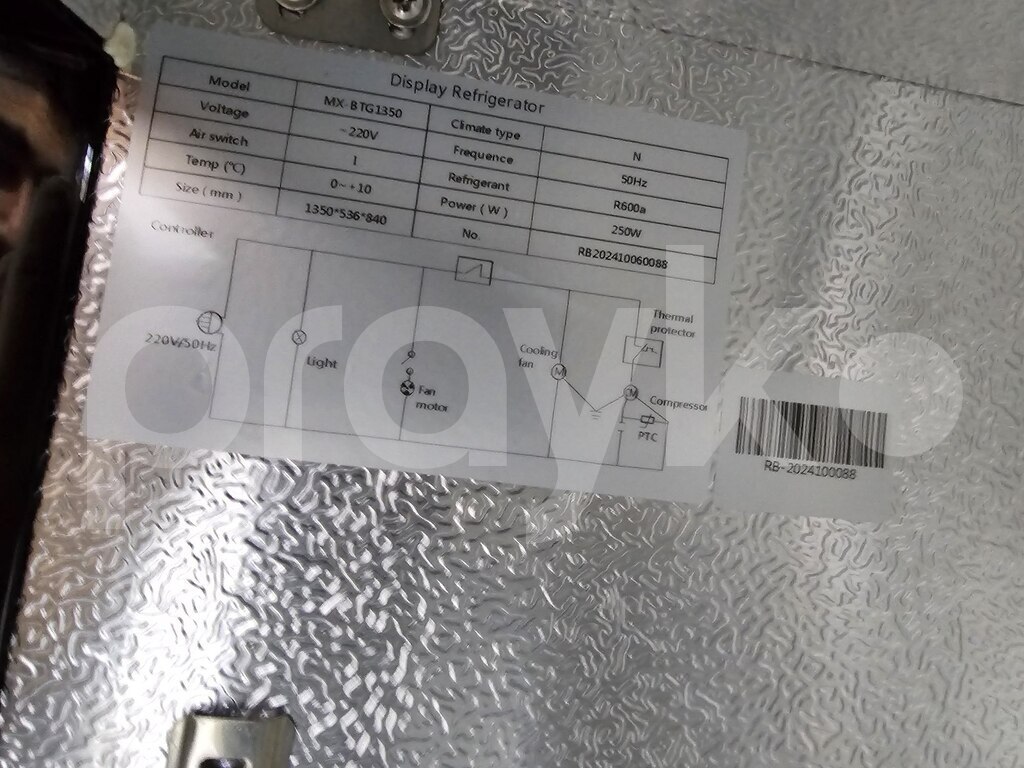 Display Refrigerator
Model MX-BTG1350 Climate type N
Voltage ~220V Frequence 50Hz
Air switch I Refrigerant R600a
Temp (℃) 0~+10 Power ( W ) 250W
Size ( mm ) 1350*536*840 No. RB202410060088
Controller
220V/50Hz
Light
Fan
motor
Cooling
fan
M
Thermal
protector
M
Compressor
PTC
RB-2024100088
prayko